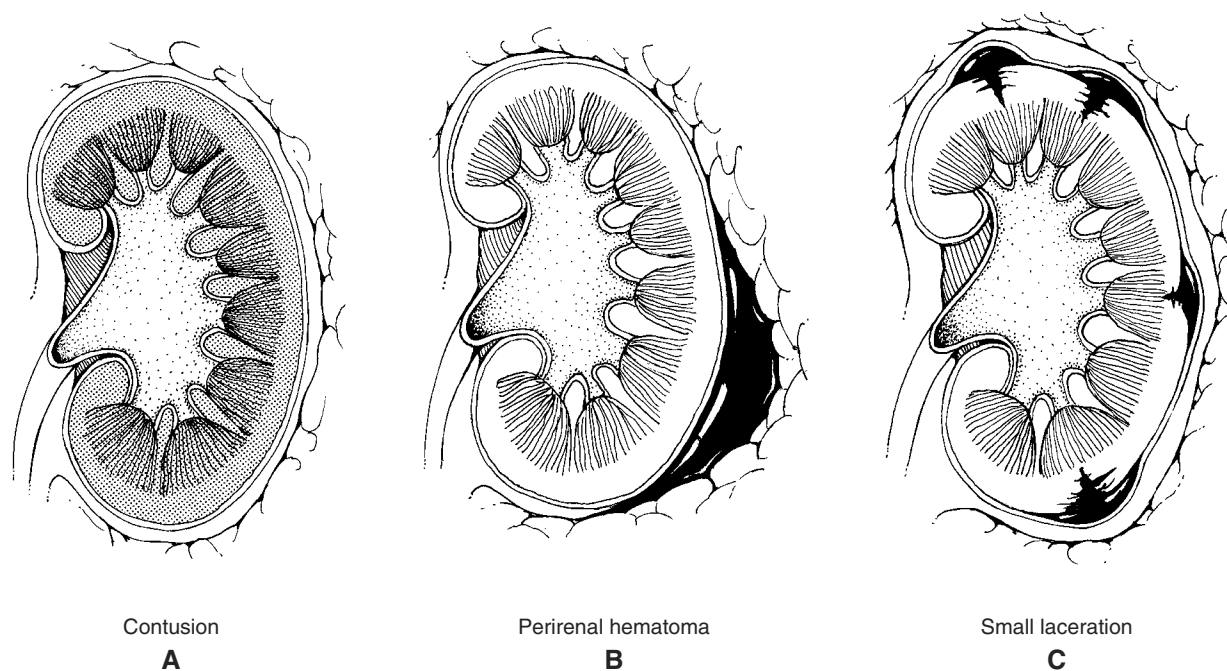 Contusion
A
Perirenal hematoma
B
Small laceration
C